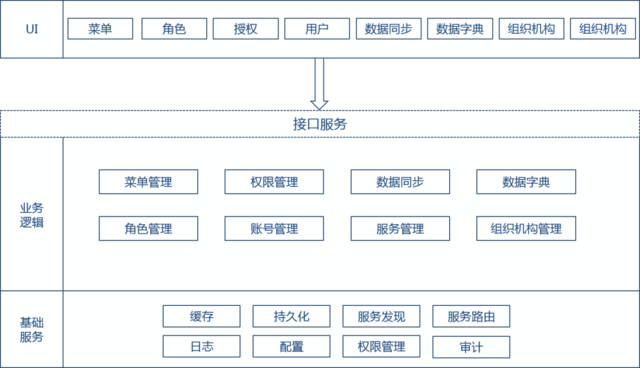 UI
菜单
角色
授权
用户
数据同步
数据字典
组织机构
组织机构
接口服务
业务
逻辑
菜单管理
权限管理
数据同步
数据字典
角色管理
账号管理
服务管理
组织机构管理
基础
服务
缓存
持久化
服务发现
服务路由
日志
配置
权限管理
审计